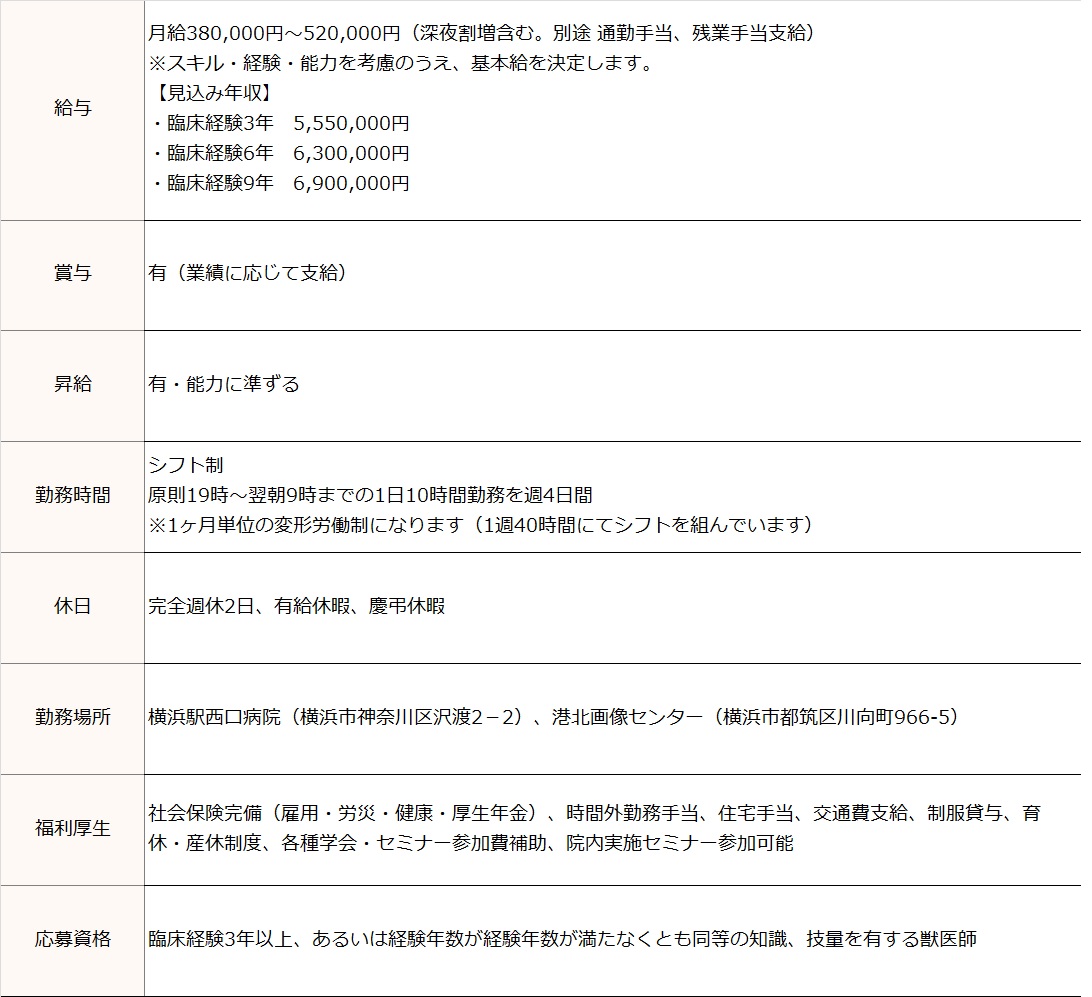 給与
月給380,000円～520,000円（深夜割増含む。別途 通勤手当、残業手当支給）
※スキル・経験・能力を考慮のうえ、基本給を決定します。
【見込み年収】
・臨床経験3年　5,550,000円
・臨床経験6年　6,300,000円
・臨床経験9年　6,900,000円
賞与
有（業績に応じて支給）
昇給
有・能力に準ずる
勤務時間
シフト制
原則19時～翌朝9時までの1日10時間勤務を週4日間
※1ヶ月単位の変形労働制になります（1週40時間にてシフトを組んでいます）
休日
完全週休2日、有給休暇、慶弔休暇
勤務場所
横浜駅西口病院（横浜市神奈川区沢渡2－2）、港北画像センター（横浜市都筑区川向町966-5）
福利厚生
社会保険完備（雇用・労災・健康・厚生年金）、時間外勤務手当、住宅手当、交通費支給、制服貸与、育
休・産休制度、各種学会・セミナー参加費補助、院内実施セミナー参加可能
応募資格
臨床経験3年以上、あるいは経験年数が経験年数が満たなくとも同等の知識、技量を有する獣医師